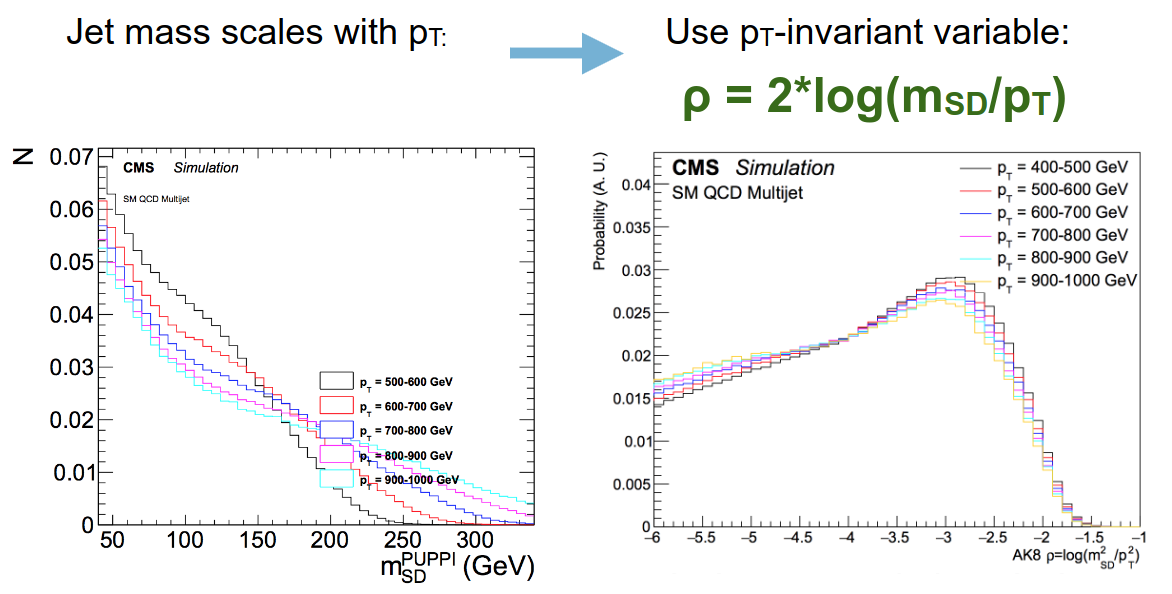 Jet mass scales with pT:
Use pT-invariant variable:
ρ = 2*log(mSD/pT)
N
CMS Simulation
SM QCD Multijet
0.07
0.06
0.05
0.04
0.03
0.02
0.01
0
pT = 500-600 GeV
pT = 600-700 GeV
pT = 700-800 GeV
pT = 800-900 GeV
pT = 900-1000 GeV
50 100 150 200 250 300
mSD^PUPPI (GeV)
Probability (A. U.)
CMS Simulation
SM QCD Multijet
pT = 400-500 GeV
pT = 500-600 GeV
pT = 600-700 GeV
pT = 700-800 GeV
pT = 800-900 GeV
pT = 900-1000 GeV
0.04
0.035
0.03
0.025
0.02
0.015
0.01
0.005
0
−6 −5.5 −5 −4.5 −4 −3.5 −3 −2.5 −2 −1.5 −1
AK8 ρ=log(m²SD/p²T)